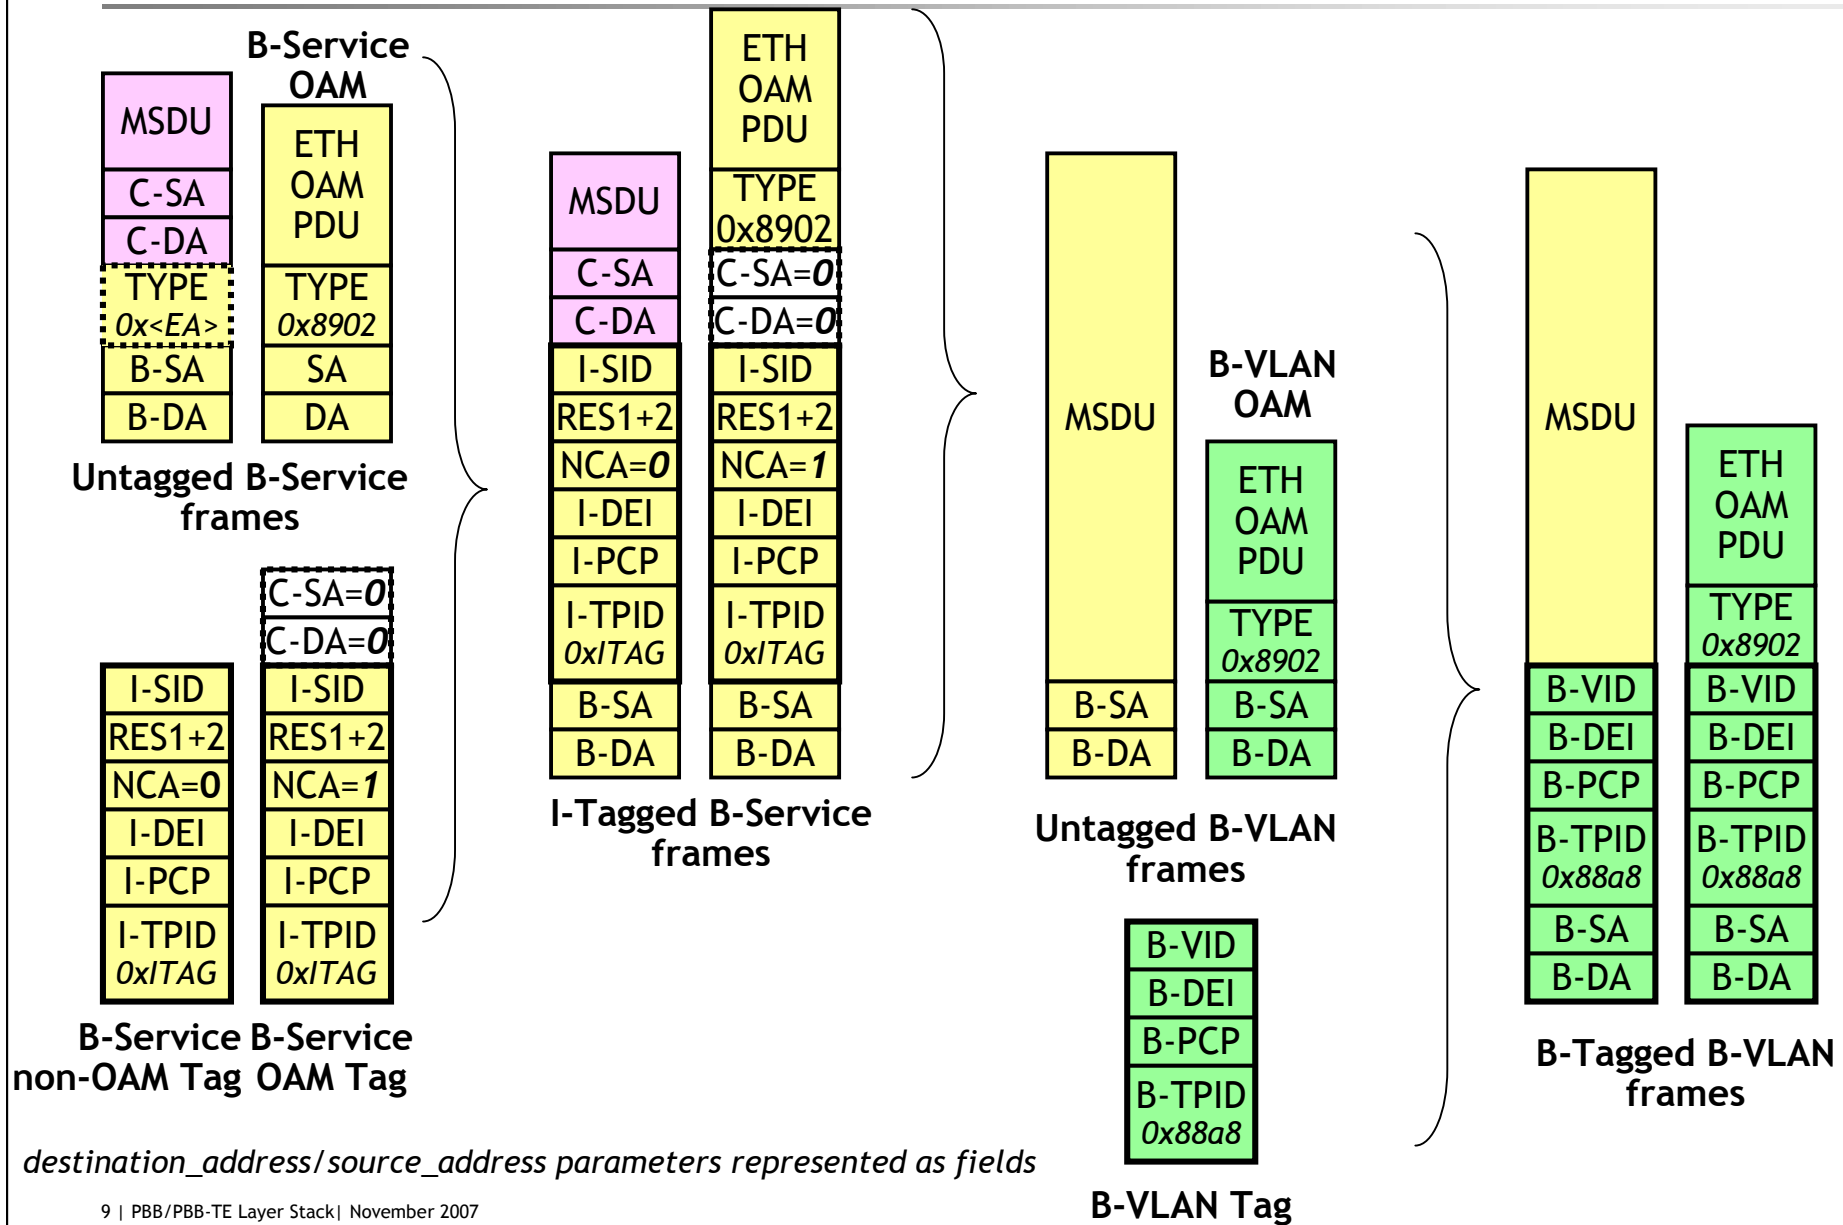 B-Service
OAM
MSDU
C-SA
C-DA
TYPE
0x<EA>
B-SA
B-DA
ETH
OAM
PDU
TYPE
0x8902
SA
DA
Untagged B-Service
frames
I-SID
RES1+2
NCA=0
I-DEI
I-PCP
I-TPID
0xITAG
B-Service
non-OAM Tag
C-SA=0
C-DA=0
I-SID
RES1+2
NCA=1
I-DEI
I-PCP
I-TPID
0xITAG
B-Service
OAM Tag
MSDU
C-SA
C-DA
I-SID
RES1+2
NCA=0
I-DEI
I-PCP
I-TPID
0xITAG
B-SA
B-DA
ETH
OAM
PDU
TYPE
0x8902
C-SA=0
C-DA=0
I-SID
RES1+2
NCA=1
I-DEI
I-PCP
I-TPID
0xITAG
B-SA
B-DA
I-Tagged B-Service
frames
MSDU
B-SA
B-DA
B-VLAN
OAM
ETH
OAM
PDU
TYPE
0x8902
B-SA
B-DA
Untagged B-VLAN
frames
B-VID
B-DEI
B-PCP
B-TPID
0x88a8
B-VLAN Tag
MSDU
B-VID
B-DEI
B-PCP
B-TPID
0x88a8
B-SA
B-DA
ETH
OAM
PDU
TYPE
0x8902
B-VID
B-DEI
B-PCP
B-TPID
0x88a8
B-SA
B-DA
B-Tagged B-VLAN
frames
destination_address/source_address parameters represented as fields
9 | PBB/PBB-TE Layer Stack| November 2007